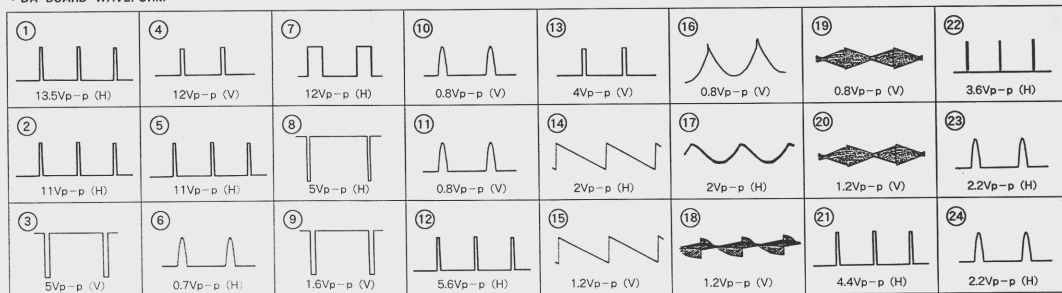 DA BOARD WAVEFORM
① ④ ⑦ ⑩ ⑬ ⑯ ⑲ ㉒
13.5Vp-p (H) 12Vp-p (V) 12Vp-p (H) 0.8Vp-p (H) 4Vp-p (V) 0.8Vp-p (V) 0.8Vp-p (V) 3.6Vp-p (H)
② ⑤ ⑧ ⑪ ⑭ ⑰ ⑳ ㉓
11Vp-p (H) 11Vp-p (H) 5Vp-p (H) 0.8Vp-p (V) 2Vp-p (H) 2Vp-p (H) 1.2Vp-p (V) 2.2Vp-p (H)
③ ⑥ ⑨ ⑫ ⑮ ⑱ ㉑ ㉔
5Vp-p (V) 0.7Vp-p (H) 1.6Vp-p (V) 5.6Vp-p (H) 1.2Vp-p (V) 1.2Vp-p (V) 4.4Vp-p (H) 2.2Vp-p (H)